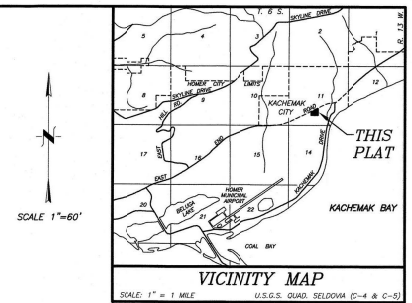 T. 6 S.
R. 13 W.
SKYLINE DRIVE
5
4
3
2
HOMER CITY LIMITS
SKYLINE DRIVE
8
9
10
11
12
HILL RD.
KACHEMAK
CITY
ROAD
THIS
PLAT
17
16
15
14
EAST END
EAST
KACHEMAK DRIVE
HOMER
MUNICIPAL
AIRPORT
20
21
22
BELUGA
LAKE
KACHEMAK BAY
COAL BAY
N
SCALE 1"=60'
VICINITY MAP
SCALE: 1" = 1 MILE
U.S.G.S. QUAD. SELDOVIA (C-4 & C-5)